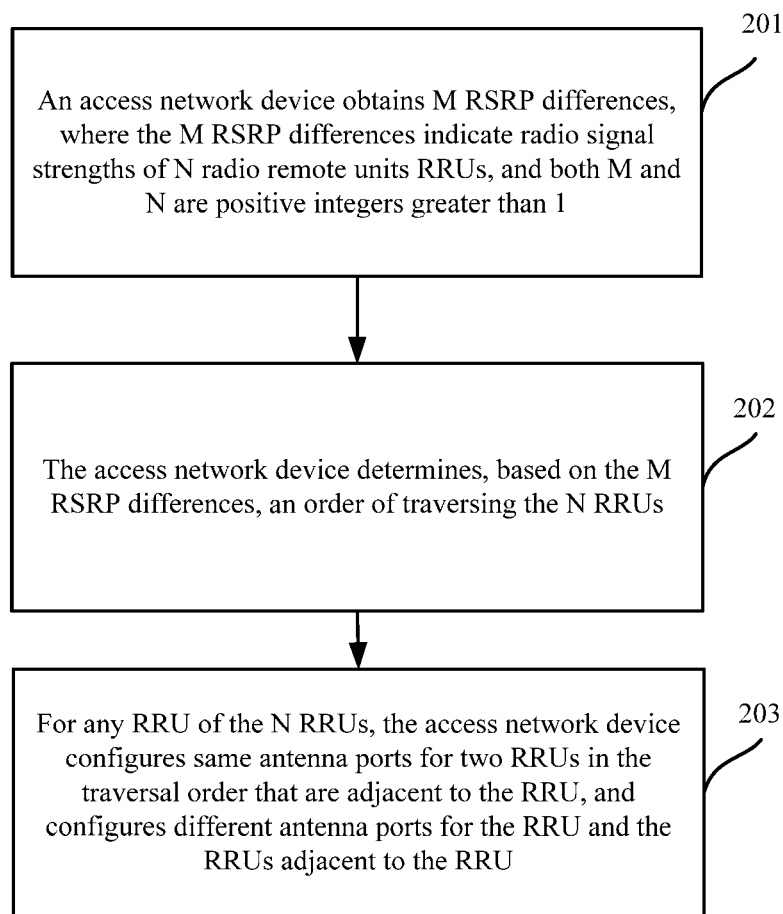 201
An access network device obtains M RSRP differences,
where the M RSRP differences indicate radio signal
strengths of N radio remote units RRUs, and both M and
N are positive integers greater than 1
202
The access network device determines, based on the M
RSRP differences, an order of traversing the N RRUs
203
For any RRU of the N RRUs, the access network device
configures same antenna ports for two RRUs in the
traversal order that are adjacent to the RRU, and
configures different antenna ports for the RRU and the
RRUs adjacent to the RRU